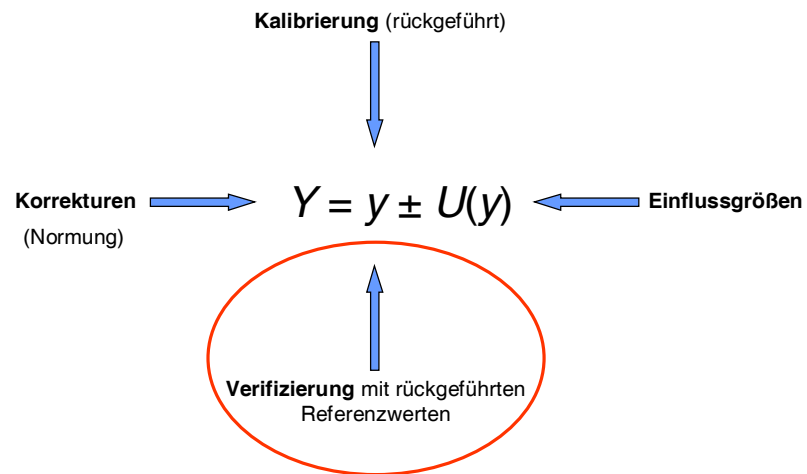 Kalibrierung (rückgeführt)
Korrekturen
(Normung)
Y = y ± U(y)
Einflussgrößen
Verifizierung mit rückgeführten
Referenzwerten